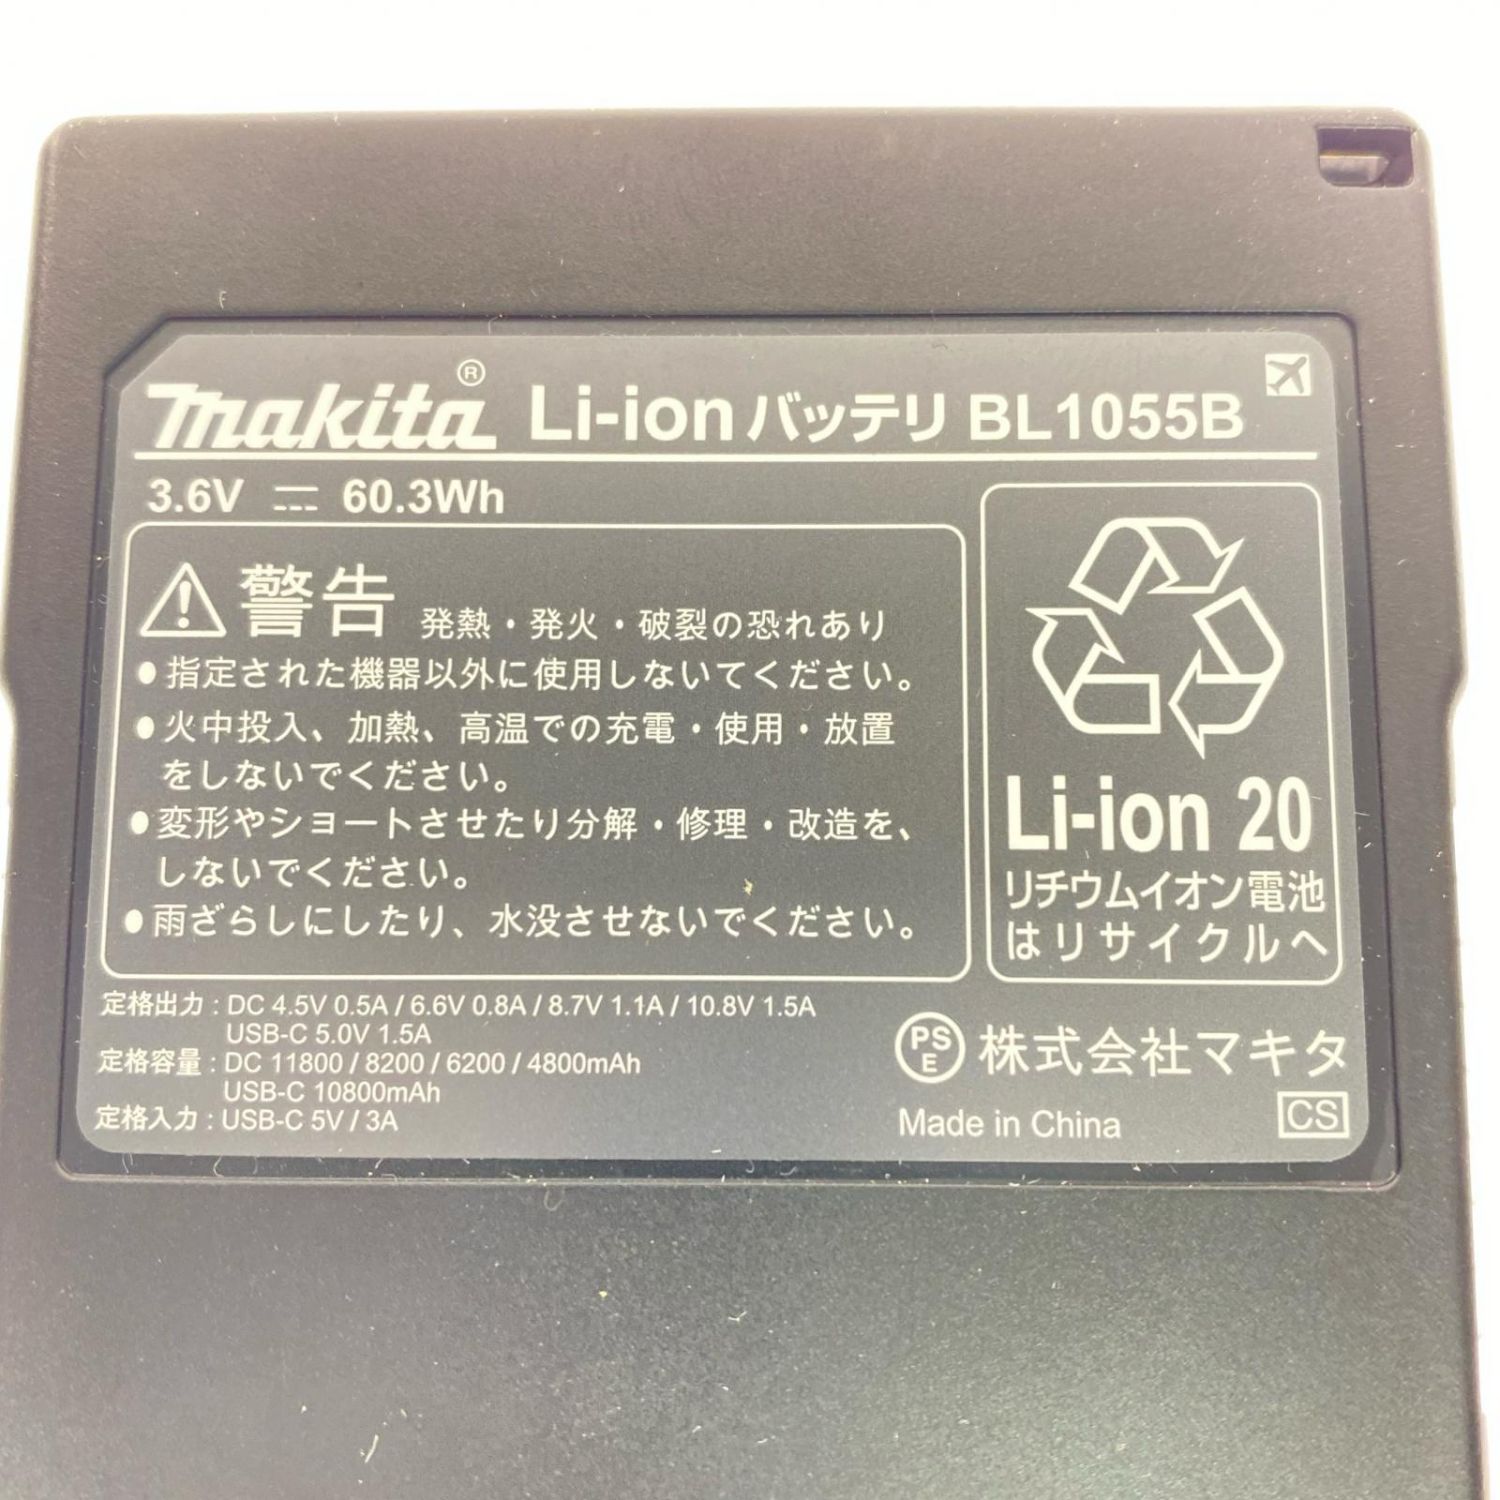 makita® Li-ionバッテリ BL1055B
3.6V ⎓ 60.3Wh
警告 発熱・発火・破裂の恐れあり
●指定された機器以外に使用しないてください。
●火中投入、加熱、高温での充電・使用・放置
をしないでください。
●変形やショートさせたり分解・修理・改造を、
しないでください。
●雨ざらしにしたり、水没させないでください。
Li-ion 20
リチウムイオン電池
はリサイクルへ
定格出力：DC 4.5V 0.5A / 6.6V 0.8A / 8.7V 1.1A / 10.8V 1.5A
USB-C 5.0V 1.5A
定格容量：DC 11800 / 8200 / 6200 / 4800mAh
USB-C 10800mAh
定格入力：USB-C 5V / 3A
PS
E
株式会社マキタ
Made in China
CS